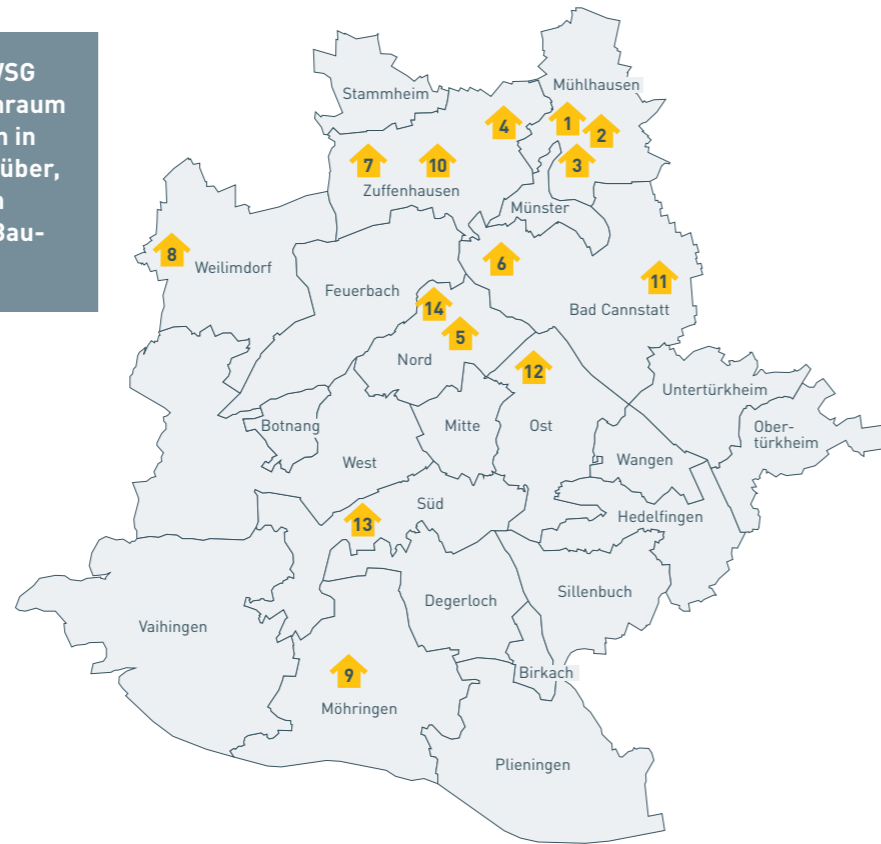 VSG
raum
in
über,
Bau-
Stammheim
Mühlhausen
4
1
2
7
10
3
Zuffenhausen
Münster
8
Weilimdorf
6
11
Feuerbach
Bad Cannstatt
14
5
Nord
12
Untertürkheim
Botnang
Mitte
Ost
Ober-
türkheim
West
Wangen
Süd
13
Hedelfingen
Degerloch
Sillenbuch
Vaihingen
9
Birkach
Möhringen
Plieningen